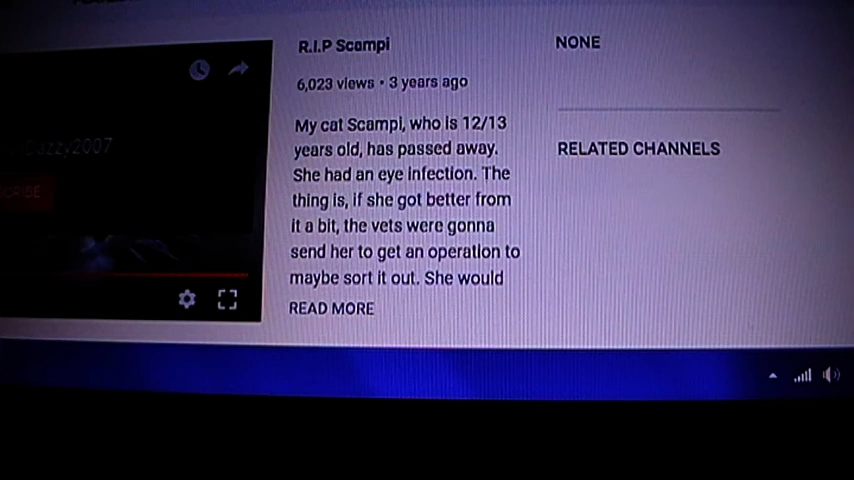 R.I.P Scampi
6,023 views • 3 years ago
My cat Scampi, who is 12/13
years old, has passed away.
She had an eye infection. The
thing is, if she got better from
it a bit, the vets were gonna
send her to get an operation to
maybe sort it out. She would
READ MORE
NONE
RELATED CHANNELS